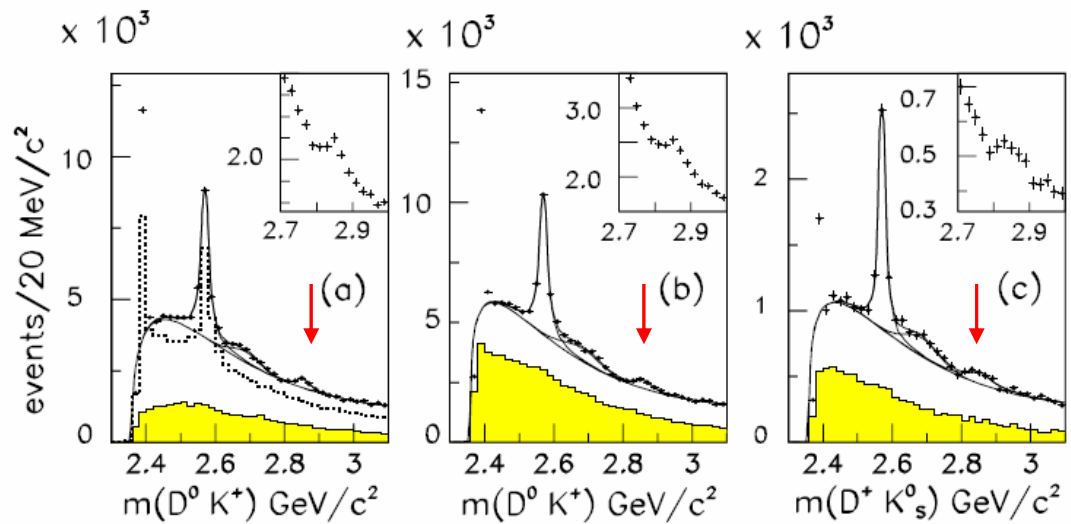 x 10³
x 10³
x 10³
events/20 MeV/c²
10
5
0
2.0
2.7 2.9
(a)
2.4 2.6 2.8 3
m(D⁰ K⁺) GeV/c²
15
10
5
0
3.0
2.0
2.7 2.9
(b)
2.4 2.6 2.8 3
m(D⁰ K⁺) GeV/c²
2
1
0
0.7
0.5
0.3
2.7 2.9
(c)
2.4 2.6 2.8 3
m(D⁺ K⁰ₛ) GeV/c²